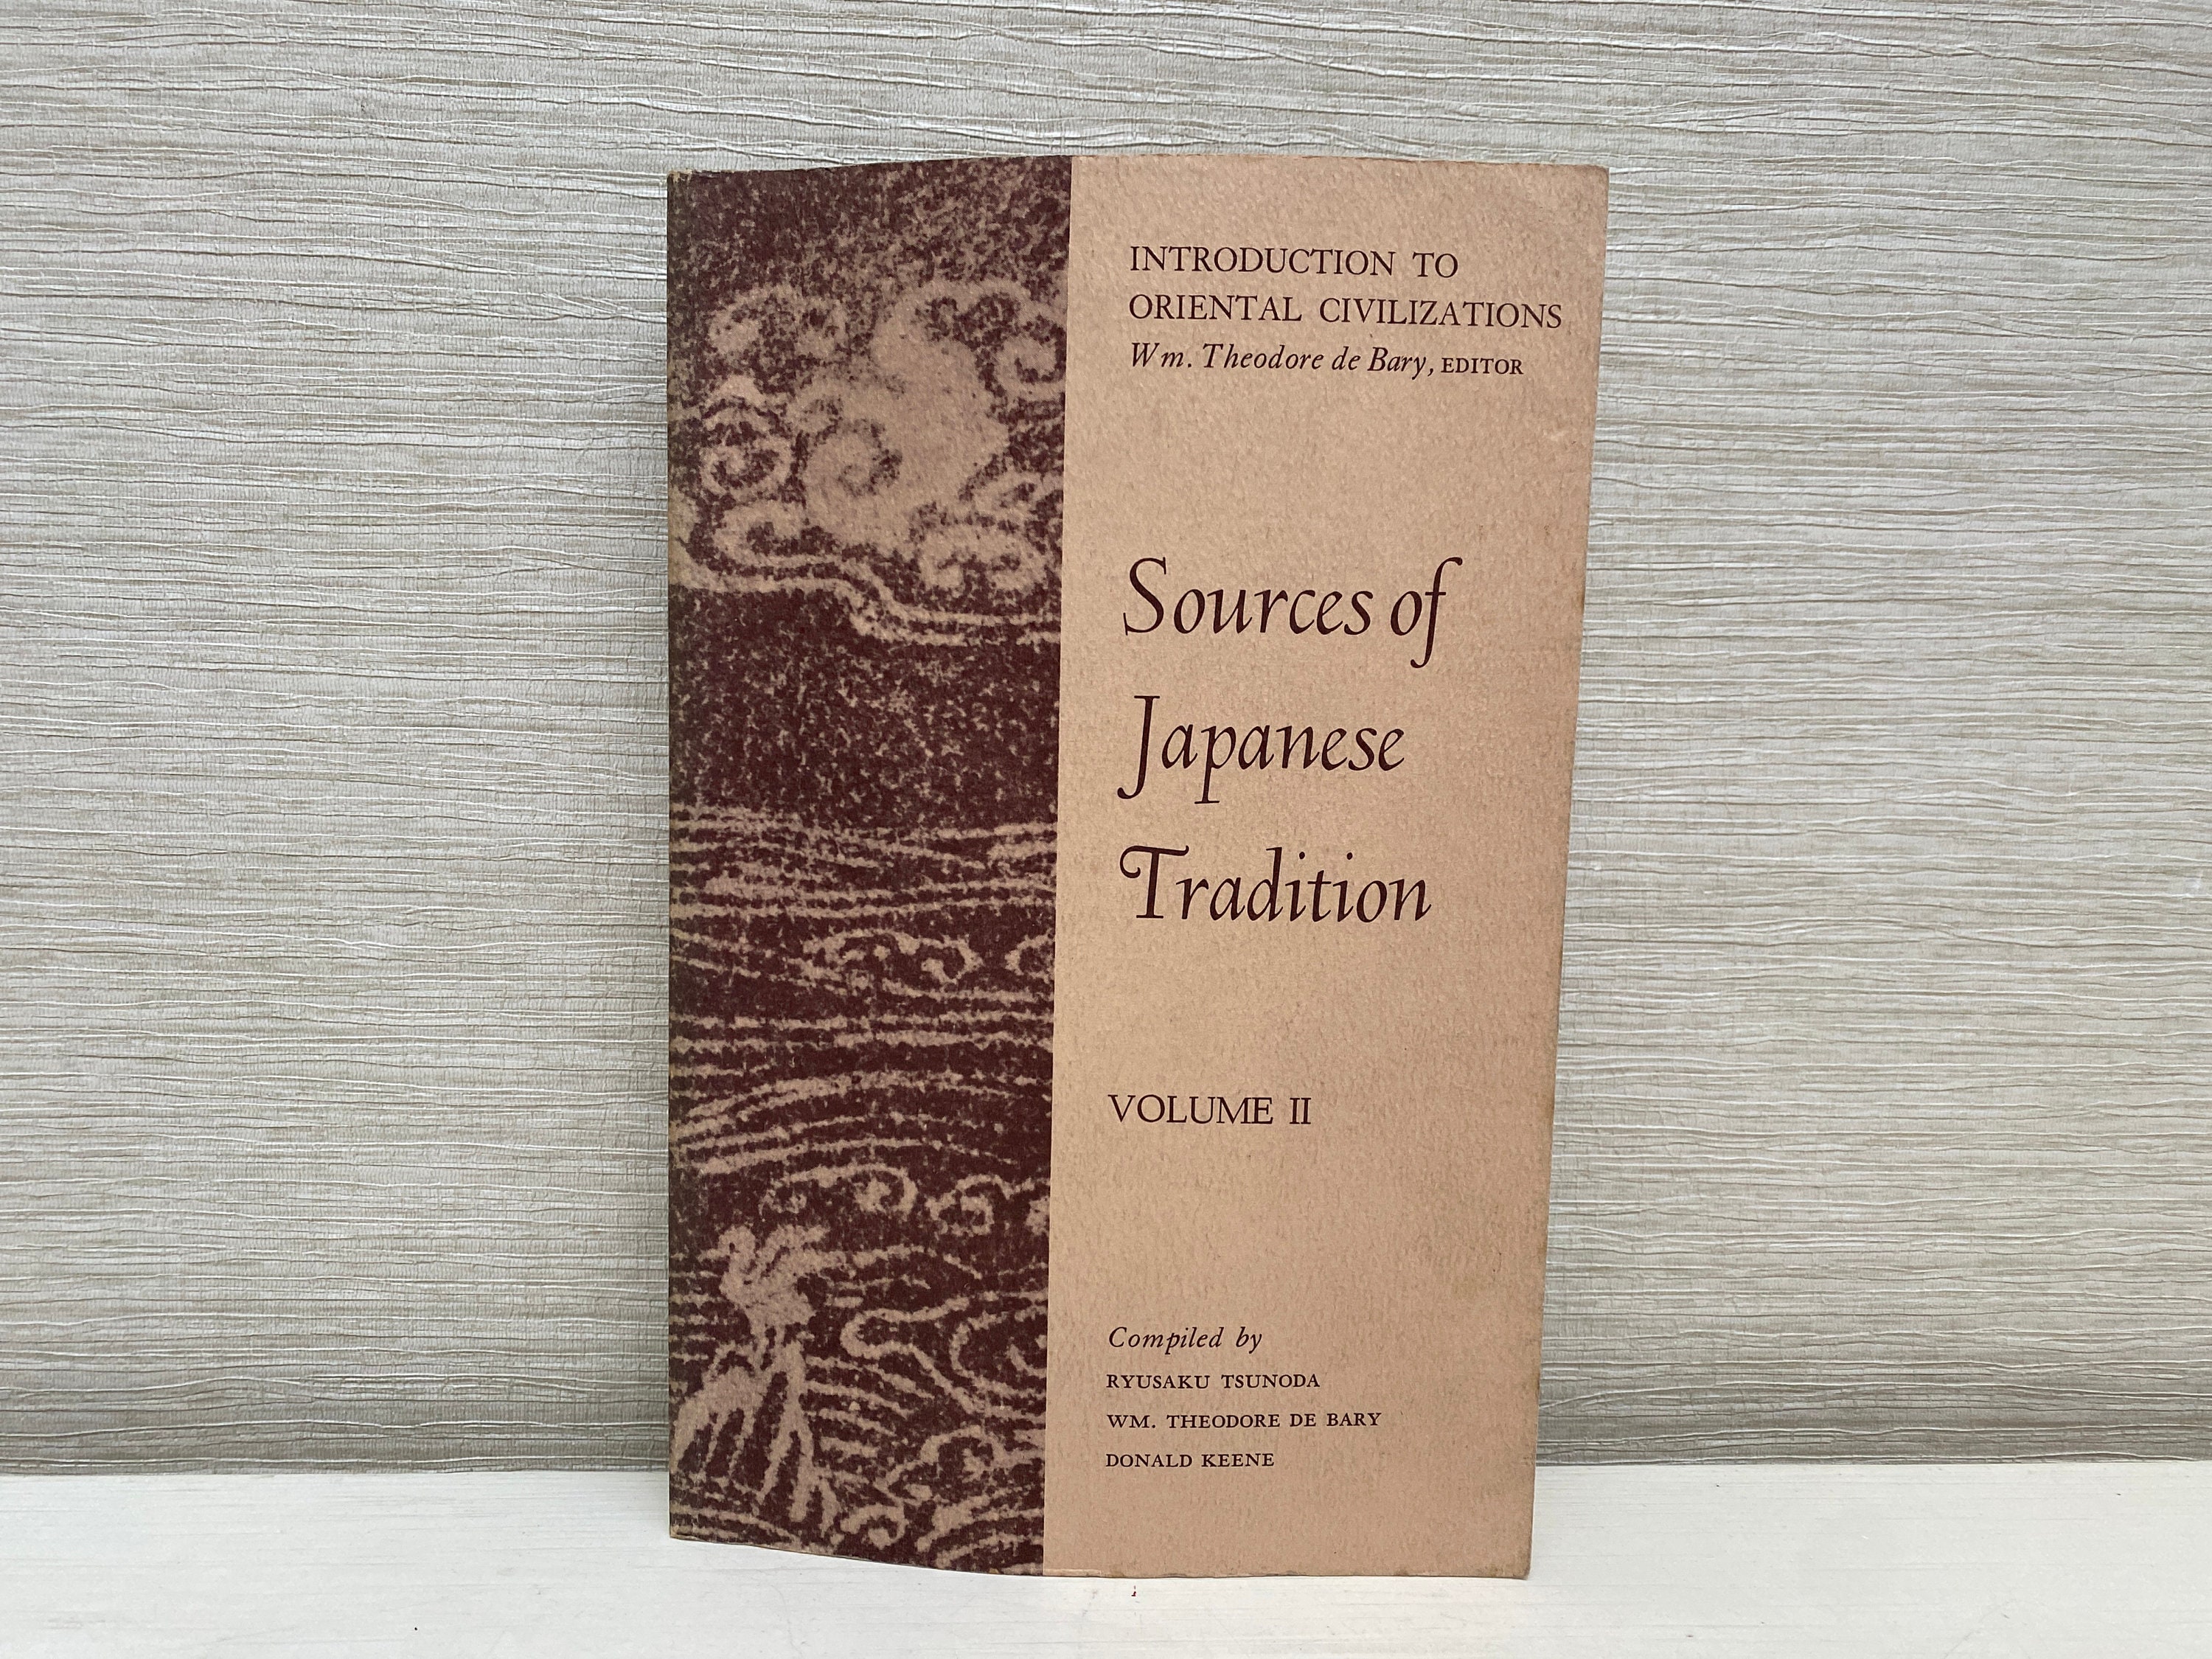 INTRODUCTION TO
ORIENTAL CIVILIZATIONS
Wm. Theodore de Bary, EDITOR
Sources of
Japanese
Tradition
VOLUME II
Compiled by
RYUSAKU TSUNODA
WM. THEODORE DE BARY
DONALD KEENE